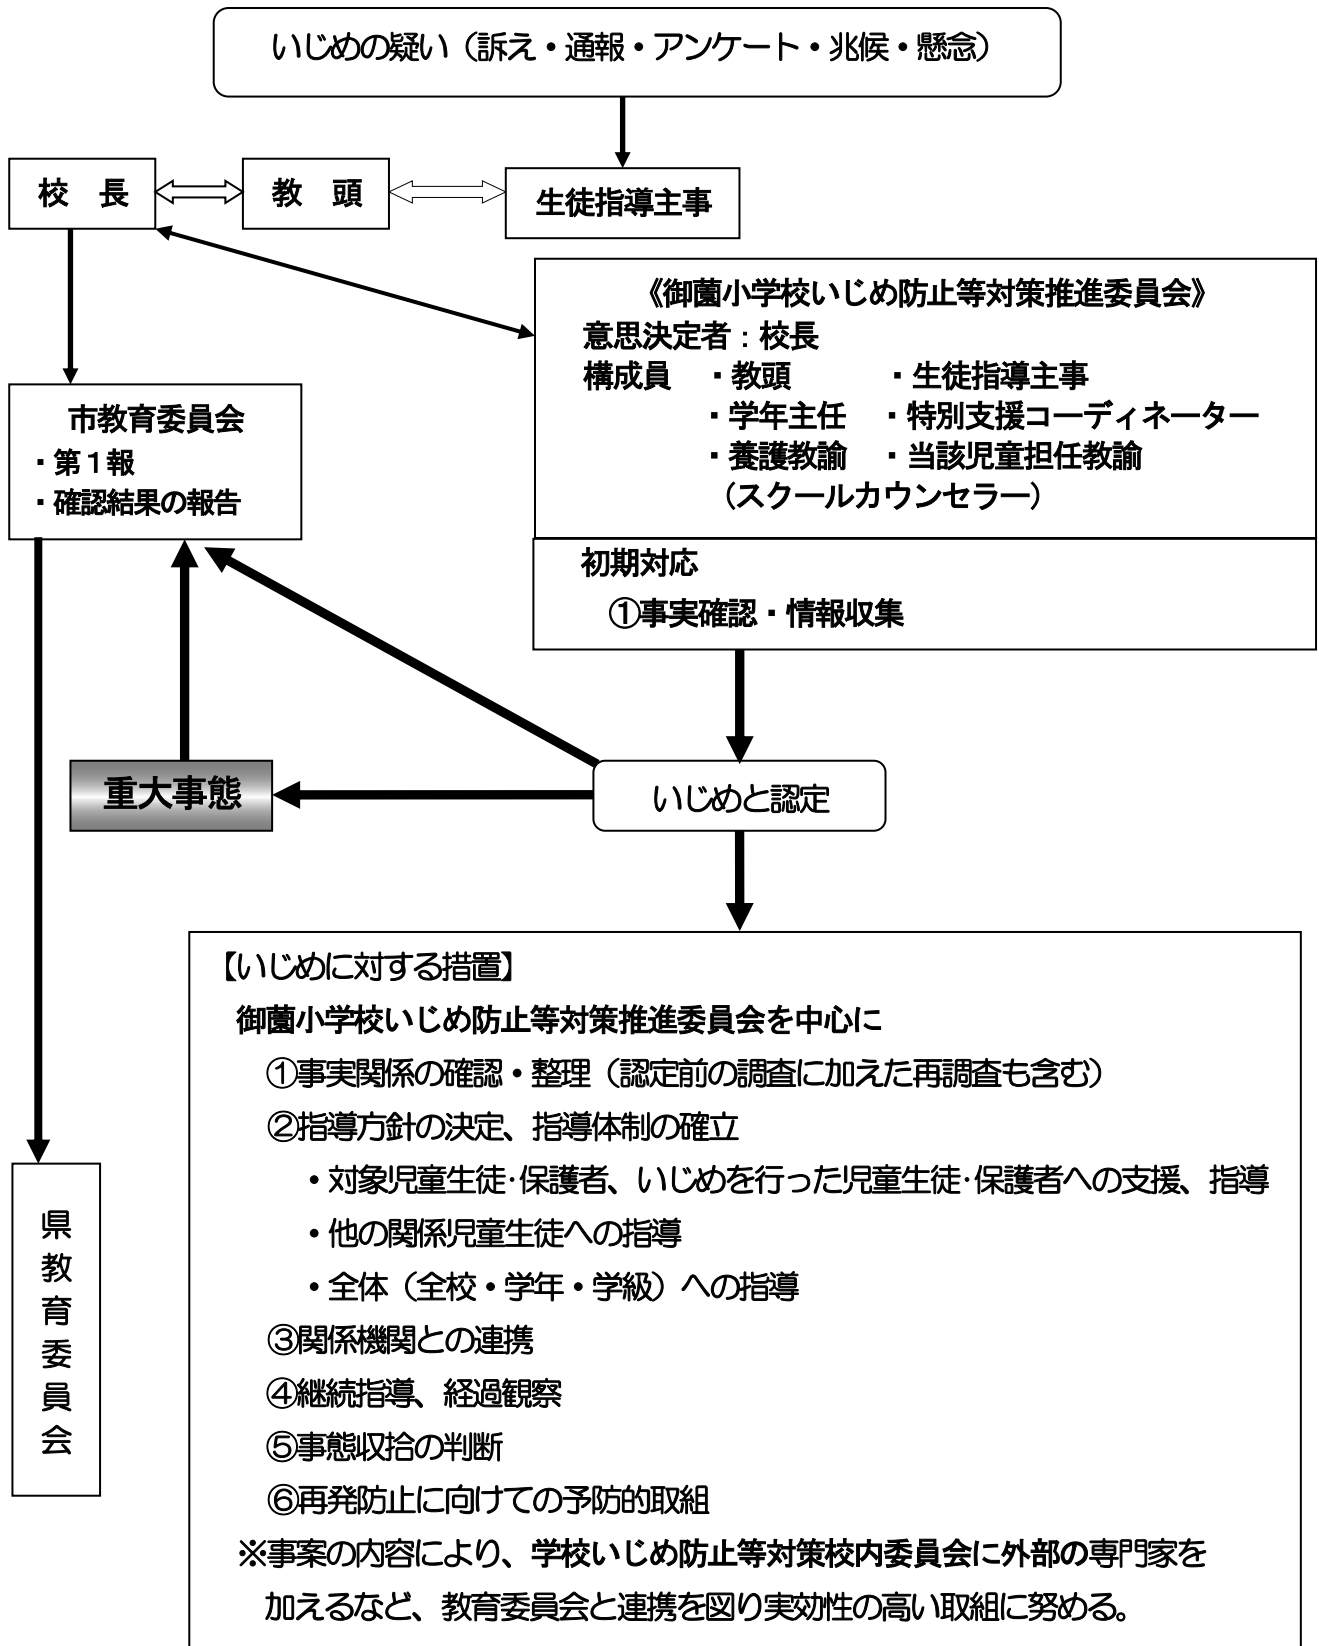 いじめの疑い（訴え・通報・アンケート・兆候・懸念）
校　長
教　頭
生徒指導主事
《御薗小学校いじめ防止等対策推進委員会》
意思決定者：校長
構成員　・教頭　　　・生徒指導主事
・学年主任　・特別支援コーディネーター
・養護教諭　・当該児童担任教諭
（スクールカウンセラー）
市教育委員会
・第１報
・確認結果の報告
初期対応
①事実確認・情報収集
重大事態
いじめと認定
【いじめに対する措置】
御薗小学校いじめ防止等対策推進委員会を中心に
①事実関係の確認・整理（認定前の調査に加えた再調査も含む）
②指導方針の決定、指導体制の確立
・対象児童生徒･保護者、いじめを行った児童生徒･保護者への支援、指導
・他の関係児童生徒への指導
・全体（全校・学年・学級）への指導
③関係機関との連携
④継続指導、経過観察
⑤事態収拾の判断
⑥再発防止に向けての予防的取組
※事案の内容により、学校いじめ防止等対策校内委員会に外部の専門家を
加えるなど、教育委員会と連携を図り実効性の高い取組に努める。
県教育委員会